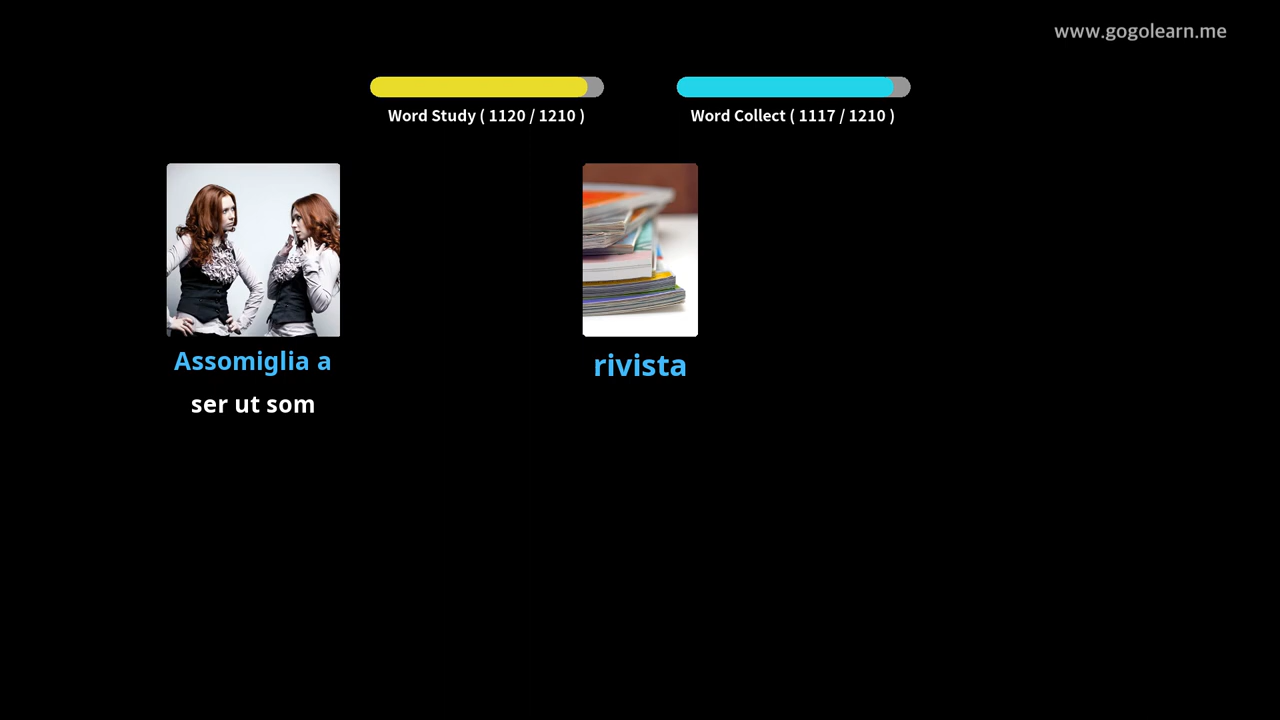 www.gogolearn.me
Word Study ( 1120 / 1210 )
Word Collect ( 1117 / 1210 )
Assomiglia a
ser ut som
rivista